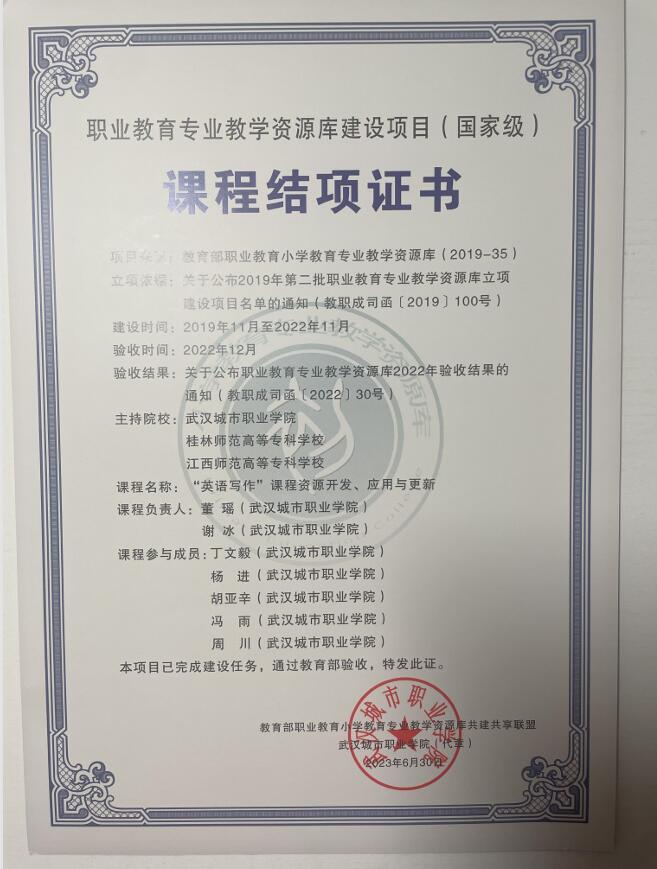 职业教育专业教学资源库建设项目（国家级）
课程结项证书
项目来源：教育部职业教育小学教育专业教学资源库（2019-35）
立项依据：关于公布2019年第二批职业教育专业教学资源库立项
建设项目名单的通知（教职成司函〔2019〕100号）
建设时间：2019年11月至2022年11月
验收时间：2022年12月
验收结果：关于公布职业教育专业教学资源库2022年验收结果的
通知（教职成司函〔2022〕30号）
主持院校：武汉城市职业学院
桂林师范高等专科学校
江西师范高等专科学校
课程名称：“英语写作”课程资源开发、应用与更新
课程负责人：董 瑶（武汉城市职业学院）
谢 冰（武汉城市职业学院）
课程参与成员：丁文毅（武汉城市职业学院）
杨 进（武汉城市职业学院）
胡亚辛（武汉城市职业学院）
冯 雨（武汉城市职业学院）
周 川（武汉城市职业学院）
本项目已完成建设任务，通过教育部验收，特发此证。
教育部职业教育小学教育专业教学资源库共建共享联盟
武汉城市职业学院（代章）
2023年6月30日
武汉城市职业学院